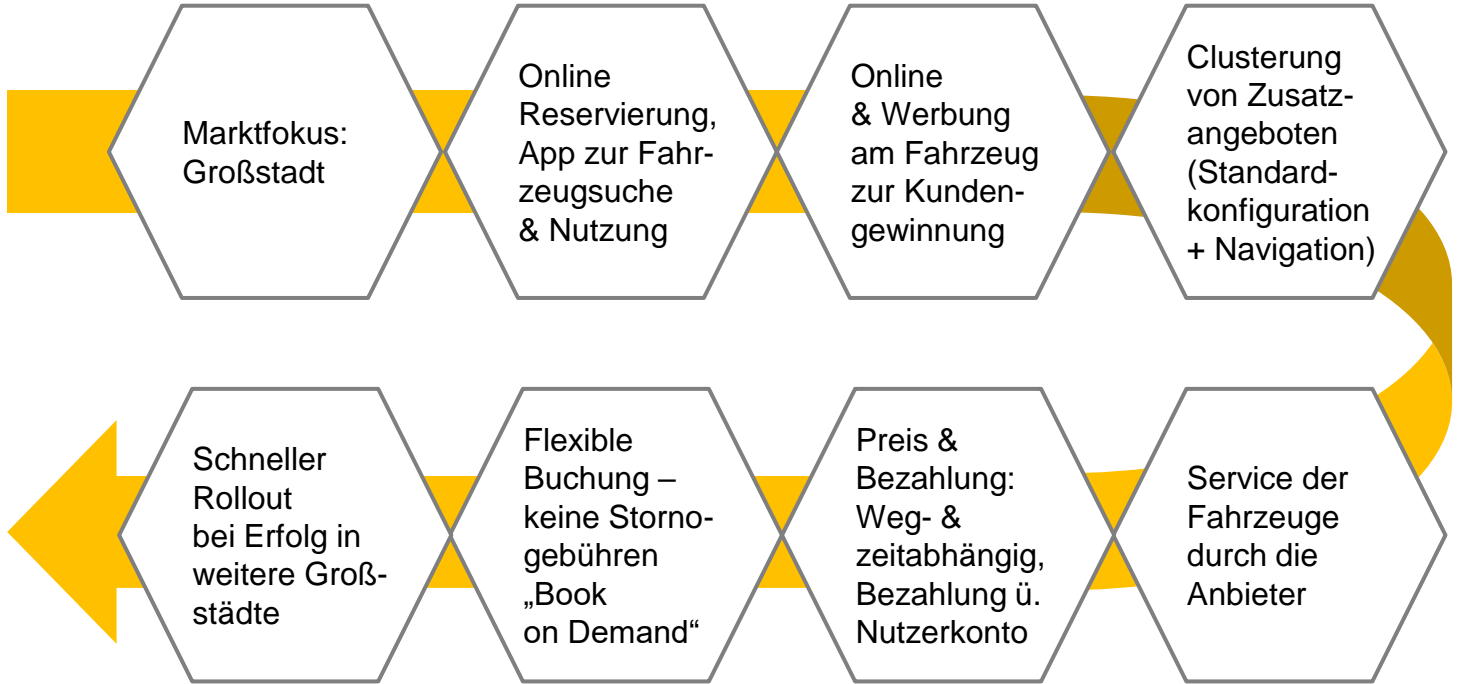 Marktfokus:
Großstadt
Online
Reservierung,
App zur Fahr-
zeugsuche
& Nutzung
Online
& Werbung
am Fahrzeug
zur Kunden-
gewinnung
Clusterung
von Zusatz-
angeboten
(Standard-
konfiguration
+ Navigation)
Service der
Fahrzeuge
durch die
Anbieter
Preis &
Bezahlung:
Weg- &
zeitabhängig,
Bezahlung ü.
Nutzerkonto
Flexible
Buchung –
keine Storno-
gebühren
„Book
on Demand“
Schneller
Rollout
bei Erfolg in
weitere Groß-
städte